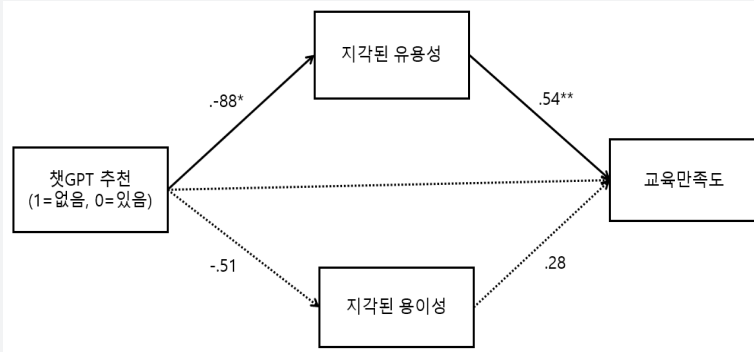 지각된 유용성
.-88*
.54**
챗GPT 추천
(1=없음, 0=있음)
교육만족도
-.51
.28
지각된 용이성